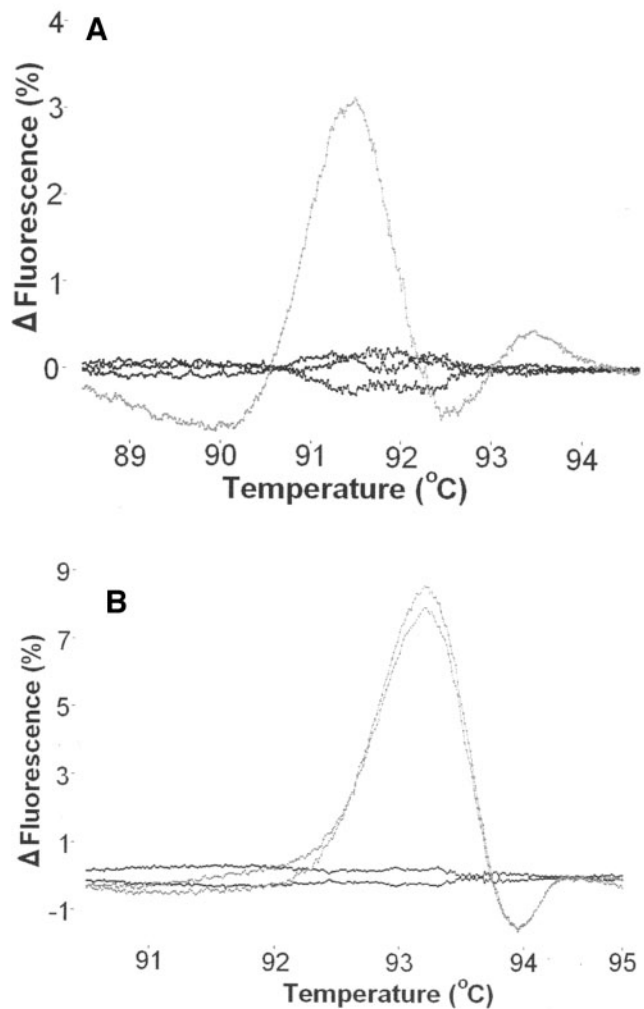 A
Δ Fluorescence (%)
4
3
2
1
0
89 90 91 92 93 94
Temperature (°C)
B
Δ Fluorescence (%)
9
7
5
3
1
-1
91 92 93 94 95
Temperature (°C)